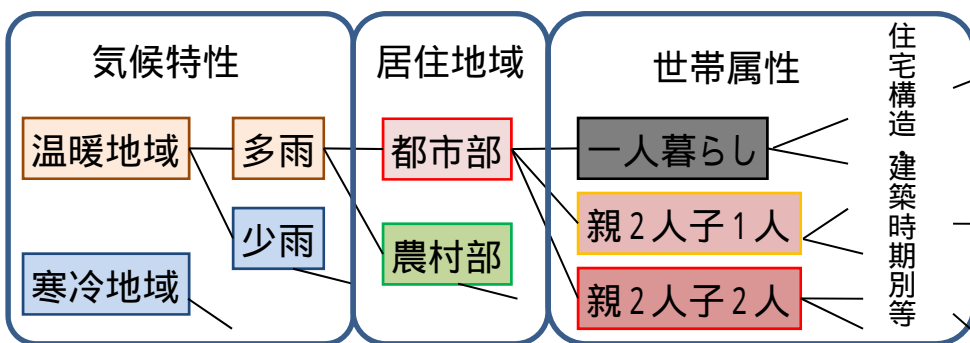 気候特性
温暖地域
多雨
少雨
寒冷地域
居住地域
都市部
農村部
世帯属性
一人暮らし
親2人子1人
親2人子2人
住宅構造・建築時期別等